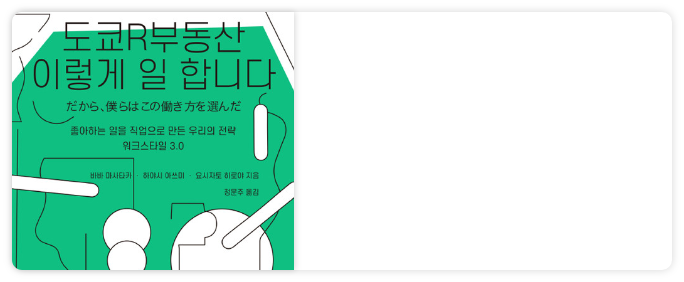 도쿄R부동산
이렇게 일 합니다
だから、僕らはこの働き方を選んだ
좋아하는 일을 직업으로 만든 우리의 전략
워크스타일 3.0
바바 마사타카 · 하야시 아쓰미 · 요시자토 히로야 지음
정문주 옮김